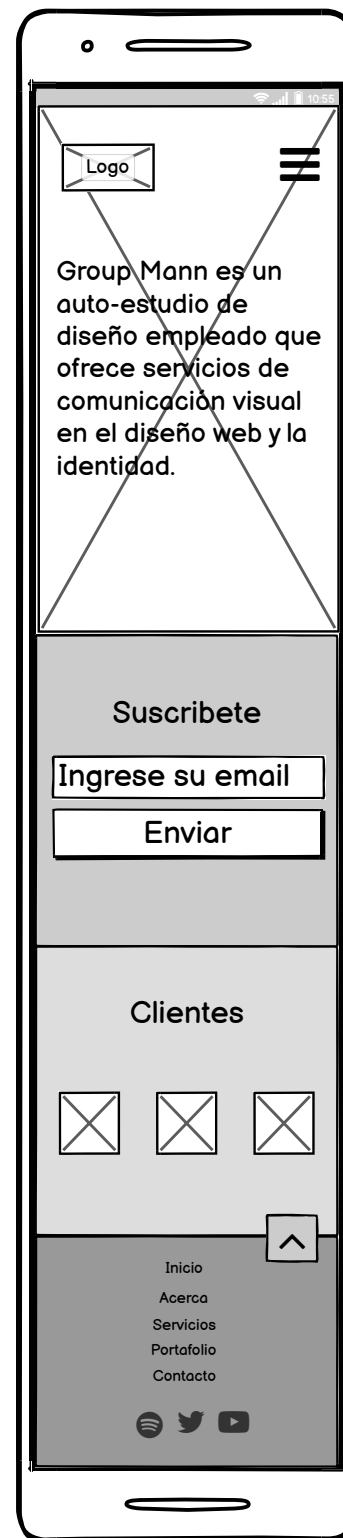 10:55
Logo
Group Mann es un
auto-estudio de
diseño empleado que
ofrece servicios de
comunicación visual
en el diseño web y la
identidad.
Suscribete
Ingrese su email
Enviar
Clientes
Inicio
Acerca
Servicios
Portafolio
Contacto